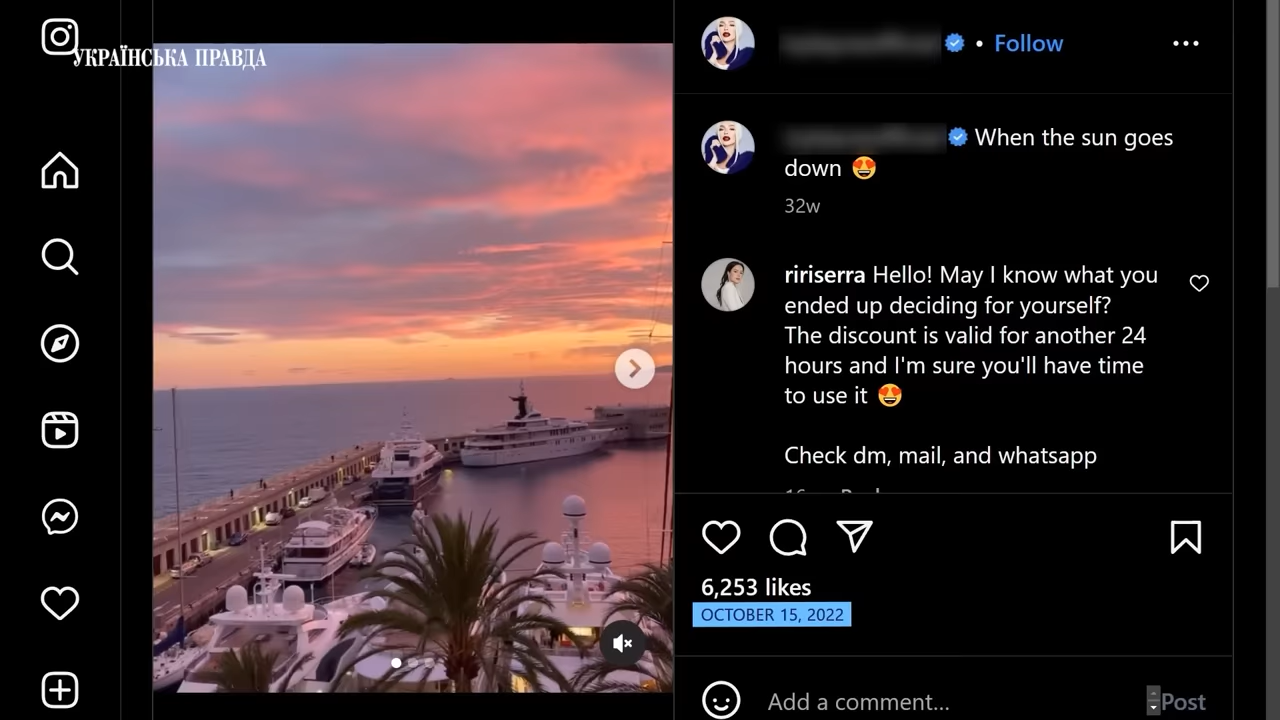 УКРАЇНСЬКА ПРАВДА
• Follow
When the sun goes
down 😍
32w
ririserra Hello! May I know what you
ended up deciding for yourself?
The discount is valid for another 24
hours and I'm sure you'll have time
to use it 😍
Check dm, mail, and whatsapp
6,253 likes
OCTOBER 15, 2022
Add a comment...
Post